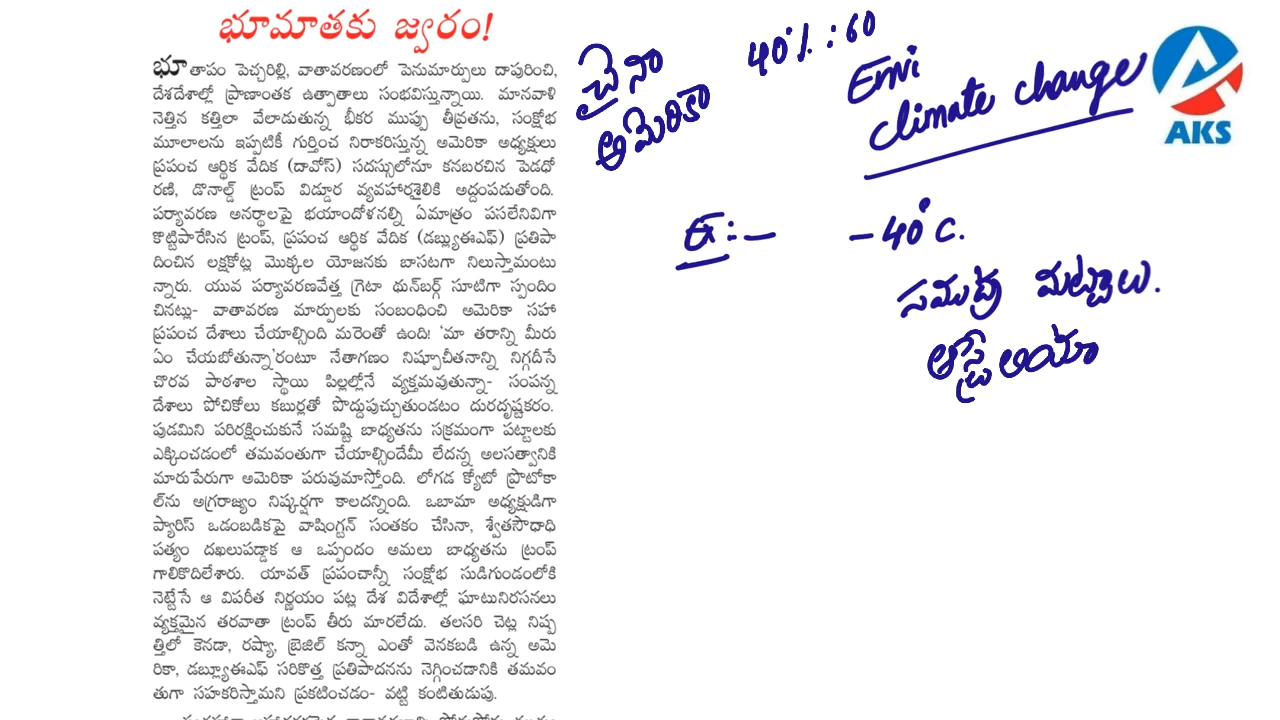 భూమాతకు జ్వరం!
భూతాపం పెచ్చరిల్లి, వాతావరణంలో పెనుమార్పులు దాపురించి,
దేశదేశాల్లో ప్రాణాంతక ఉత్పాతాలు సంభవిస్తున్నాయి. మానవాళి
నెత్తిన కత్తిలా వేలాడుతున్న భీకర ముప్పు తీవ్రతను, సంక్షోభ
మూలాలను ఇప్పటికీ గుర్తించ నిరాకరిస్తున్న అమెరికా అధ్యక్షులు
ప్రపంచ ఆర్థిక వేదిక (దావోస్) సదస్సులోనూ కనబరచిన పెడధో
రణి, డొనాల్డ్ ట్రంప్ విడ్డూర వ్యవహారశైలికి అద్దంపడుతోంది.
పర్యావరణ అనర్థాలపై భయాందోళనల్ని ఏమాత్రం పసలేనివిగా
కొట్టిపారేసిన ట్రంప్, ప్రపంచ ఆర్థిక వేదిక (డబ్ల్యుఈఎఫ్) ప్రతిపా
దించిన లక్షకోట్ల మొక్కల యోజనకు బాసటగా నిలుస్తామంటు
న్నారు. యువ పర్యావరణవేత్త గ్రెటా థున్‌బర్గ్ సూటిగా స్పందిం
చినట్లు- వాతావరణ మార్పులకు సంబంధించి అమెరికా సహా
ప్రపంచ దేశాలు చేయాల్సింది మరెంతో ఉంది! ‘మా తరాన్ని మీరు
ఏం చేయబోతున్నా’రంటూ నేతాగణం నిష్పూచీతనాన్ని నిగ్గదీసే
చొరవ పాఠశాల స్థాయి పిల్లల్లోనే వ్యక్తమవుతున్నా- సంపన్న
దేశాలు పోచికోలు కబుర్లతో పొద్దుపుచ్చుతుండటం దురదృష్టకరం.
పుడమిని పరిరక్షించుకునే సమష్టి బాధ్యతను సక్రమంగా పట్టాలకు
ఎక్కించడంలో తమవంతుగా చేయాల్సిందేమీ లేదన్న అలసత్వానికి
మారుపేరుగా అమెరికా పరువుమాస్తోంది. లోగడ క్యోటో ప్రొటోకా
ల్‌ను అగ్రరాజ్యం నిష్కర్షగా కాలదన్నింది. ఒబామా అధ్యక్షుడిగా
ప్యారిస్ ఒడంబడికపై వాషింగ్టన్ సంతకం చేసినా, శ్వేతసౌధాధి
పత్యం దఖలుపడ్డాక ఆ ఒప్పందం అమలు బాధ్యతను ట్రంప్
గాలికొదిలేశారు. యావత్ ప్రపంచాన్నీ సంక్షోభ సుడిగుండంలోకి
నెట్టేసే ఆ విపరీత నిర్ణయం పట్ల దేశ విదేశాల్లో ఘాటునిరసనలు
వ్యక్తమైన తరవాతా ట్రంప్ తీరు మారలేదు. తలసరి చెట్ల నిష్ప
త్తిలో కెనడా, రష్యా, బ్రెజిల్ కన్నా ఎంతో వెనకబడి ఉన్న అమె
రికా, డబ్ల్యూఈఎఫ్ సరికొత్త ప్రతిపాదనను నెగ్గించడానికి తమవం
తుగా సహకరిస్తామని ప్రకటించడం- వట్టి కంటితుడుపు.
చైనా
అమెరికా
40% : 60
Envi
climate change
AKS
ఉ:- -40°C.
సముద్ర మట్టాలు.
ఆస్ట్రేలియా